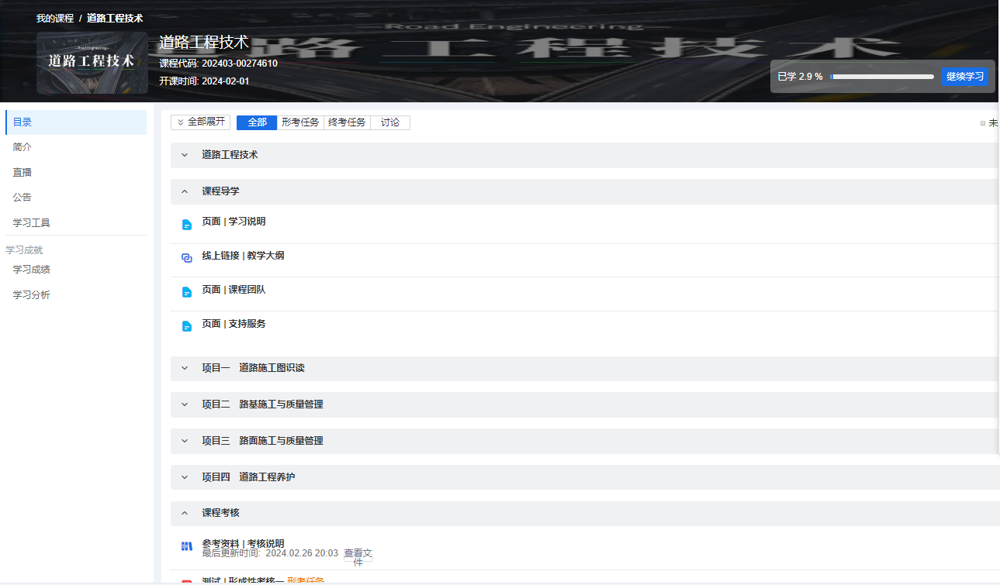 我的课程 / 道路工程技术
Road Engineering
道路工程技术
道路工程技术
道路工程技术
课程代码: 202403-00274610
开课时间: 2024-02-01
已学 2.9 % 继续学习
目录
简介
直播
公告
学习工具
学习成就
学习成绩
学习分析
全部展开 全部 形考任务 终考任务 讨论 未
道路工程技术
课程导学
页面 | 学习说明
线上链接 | 教学大纲
页面 | 课程团队
页面 | 支持服务
项目一 道路施工图识读
项目二 路基施工与质量管理
项目三 路面施工与质量管理
项目四 道路工程养护
课程考核
参考资料 | 考核说明
最后更新时间: 2024.02.26 20:03 查看文
件
测试 | 形成性考核一 形考任务